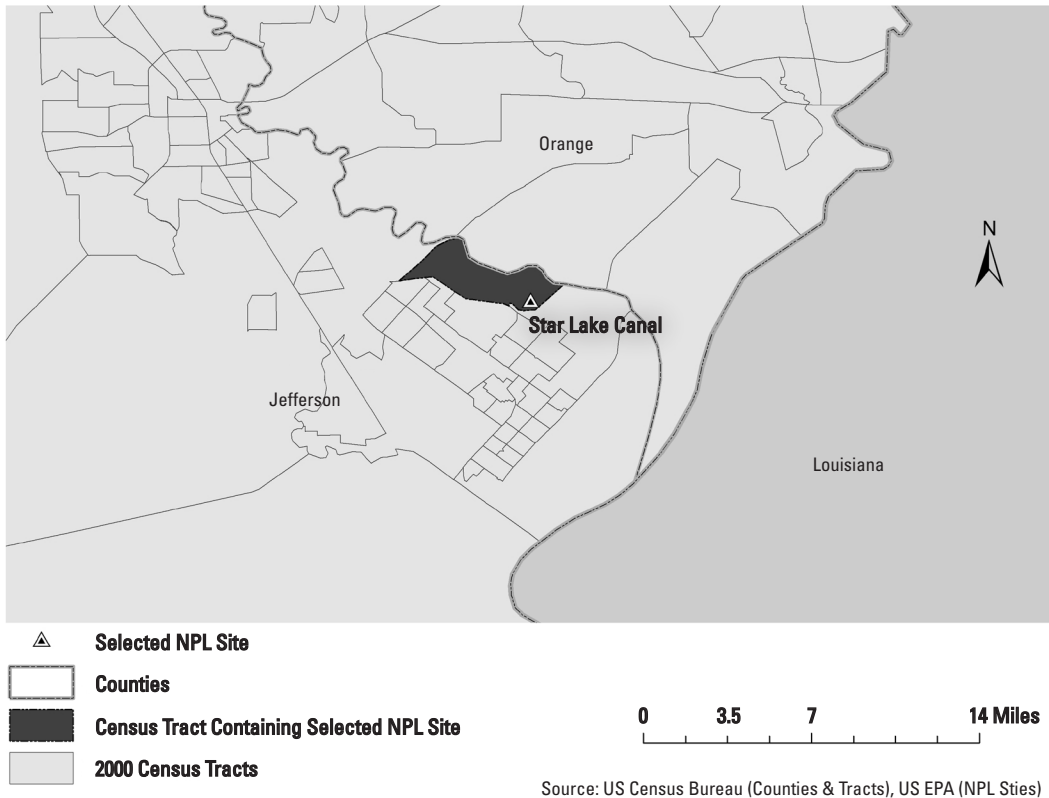 Orange
N
Star Lake Canal
Jefferson
Louisiana
Selected NPL Site
Counties
Census Tract Containing Selected NPL Site
2000 Census Tracts
0 3.5 7 14 Miles
Source: US Census Bureau (Counties & Tracts), US EPA (NPL Sties)